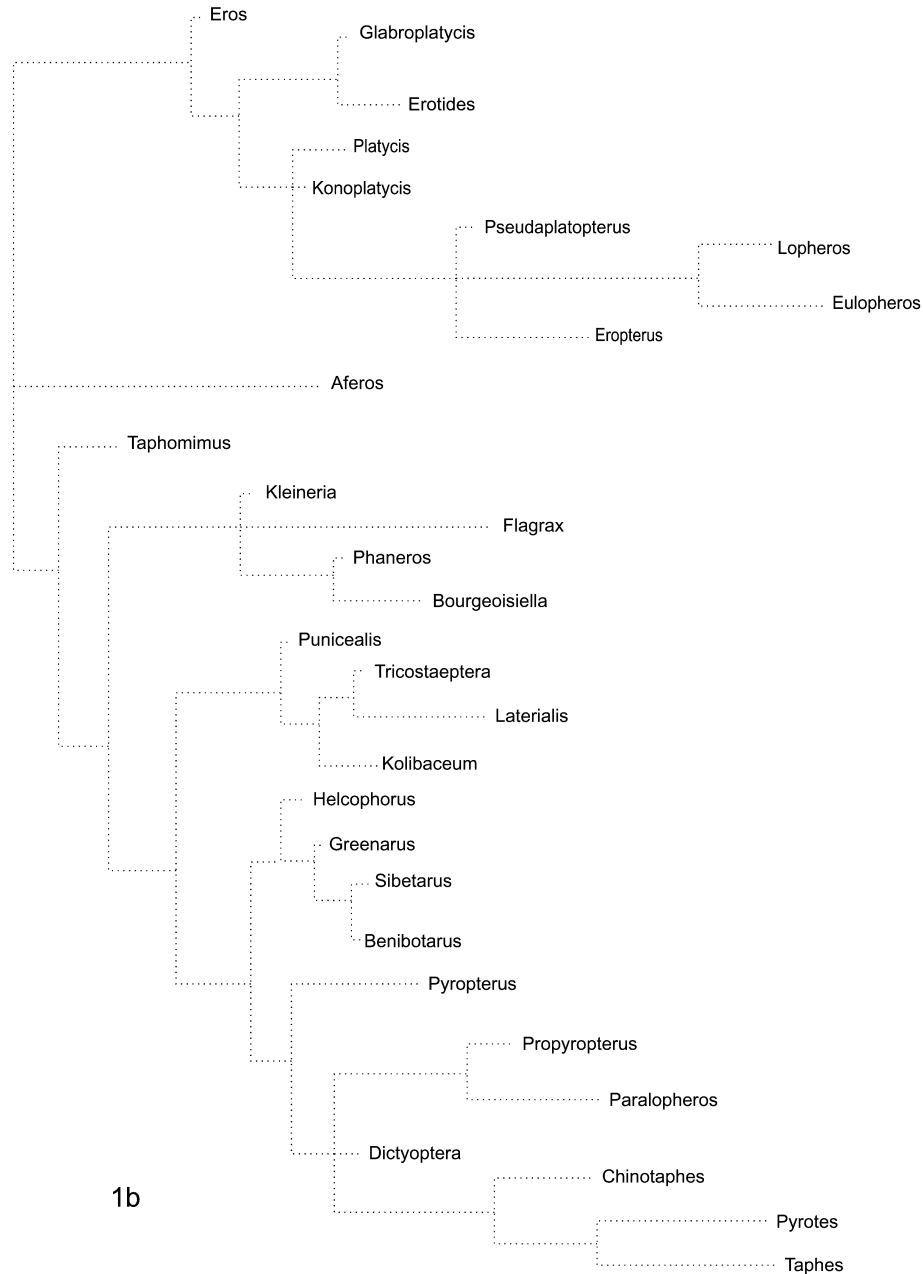 Eros
Glabroplatycis
Erotides
Platycis
Konoplatycis
Pseudaplatopterus
Lopheros
Eulopheros
Eropterus
Aferos
Taphomimus
Kleineria
Flagrax
Phaneros
Bourgeoisiella
Punicealis
Tricostaeptera
Laterialis
Kolibaceum
Helcophorus
Greenarus
Sibetarus
Benibotarus
Pyropterus
Propyropterus
Paralopheros
Dictyoptera
Chinotaphes
1b
Pyrotes
Taphes